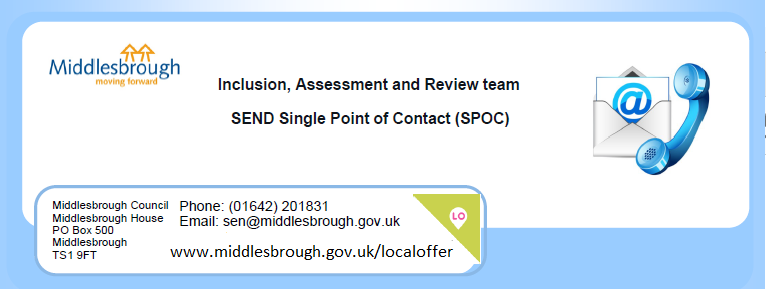 Middlesbrough
moving forward
Inclusion, Assessment and Review team
SEND Single Point of Contact (SPOC)
@
Middlesbrough Council
Middlesbrough House
PO Box 500
Middlesbrough
TS1 9FT
Phone: (01642) 201831
Email: sen@middlesbrough.gov.uk
www.middlesbrough.gov.uk/localoffer
LO